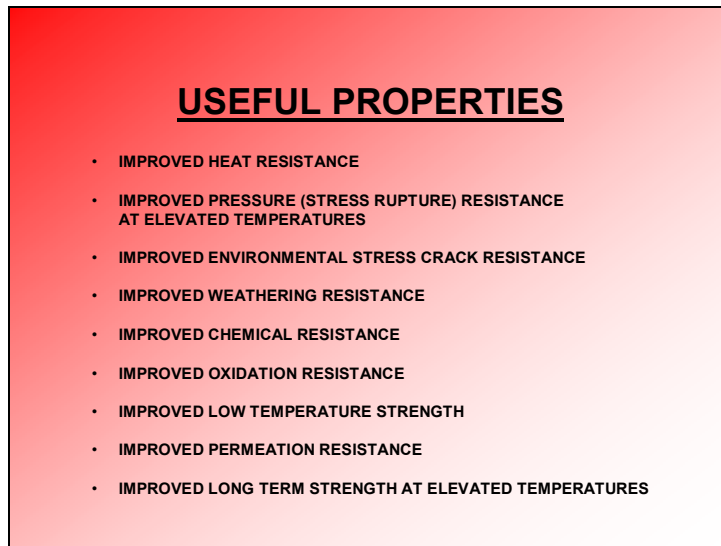 USEFUL PROPERTIES
• IMPROVED HEAT RESISTANCE
• IMPROVED PRESSURE (STRESS RUPTURE) RESISTANCE
AT ELEVATED TEMPERATURES
• IMPROVED ENVIRONMENTAL STRESS CRACK RESISTANCE
• IMPROVED WEATHERING RESISTANCE
• IMPROVED CHEMICAL RESISTANCE
• IMPROVED OXIDATION RESISTANCE
• IMPROVED LOW TEMPERATURE STRENGTH
• IMPROVED PERMEATION RESISTANCE
• IMPROVED LONG TERM STRENGTH AT ELEVATED TEMPERATURES